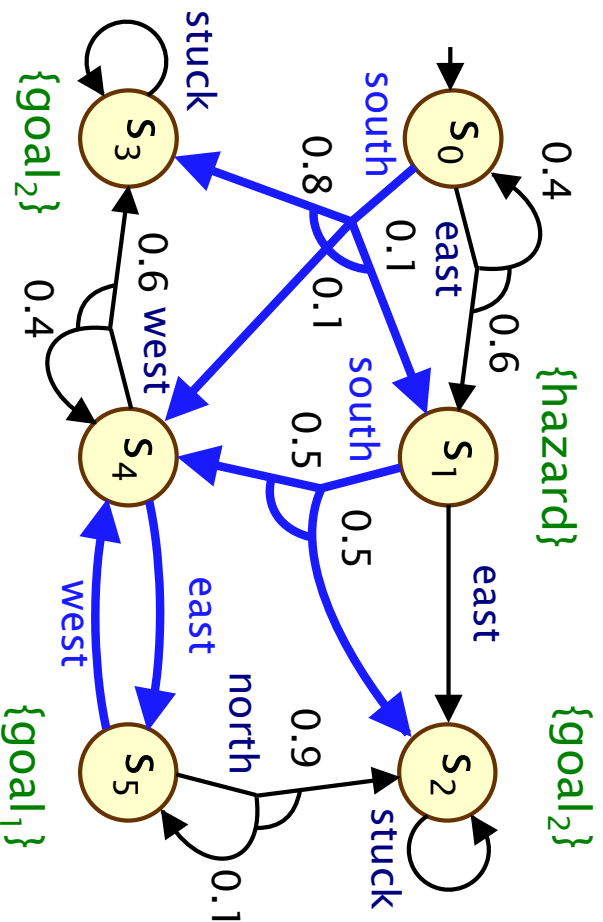 {hazard}
{goal₂}
0.4
0.6
east
s₀
s₁
s₂
east
0.1
south
stuck
south
0.5
0.1
0.8
0.5
0.9
north
0.1
stuck
east
0.6
west
s₃
s₄
s₅
west
0.4
{goal₂}
{goal₁}